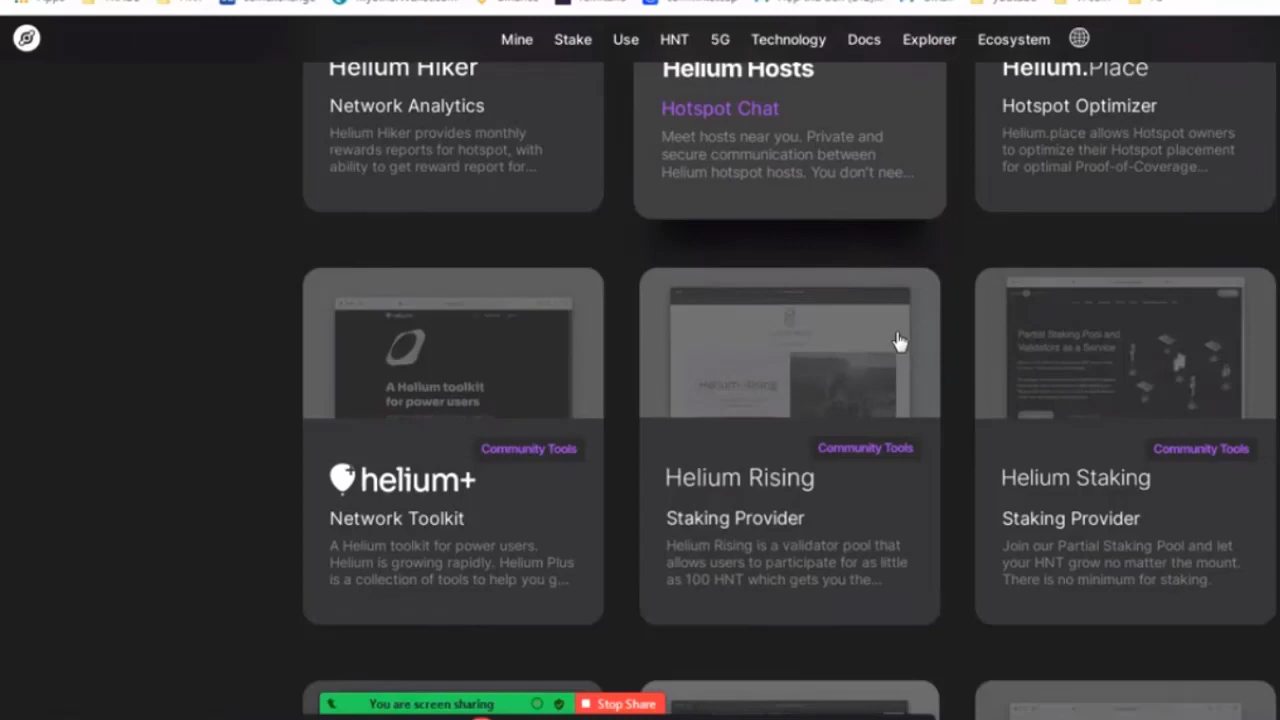 Mine Stake Use HNT 5G Technology Docs Explorer Ecosystem
Helium Hiker
Network Analytics
Helium Hiker provides monthly
rewards reports for hotspot, with
ability to get reward report for...
Helium Hosts
Hotspot Chat
Meet hosts near you. Private and
secure communication between
Helium hotspot hosts. You don't nee...
Helium.Place
Hotspot Optimizer
Helium.place allows Hotspot owners
to optimize their Hotspot placement
for optimal Proof-of-Coverage...
A Helium toolkit
for power users
Community Tools
helium+
Network Toolkit
A Helium toolkit for power users.
Helium is growing rapidly. Helium Plus
is a collection of tools to help you g...
Helium Rising
Community Tools
Helium Rising
Staking Provider
Helium Rising is a validator pool that
allows users to participate for as little
as 100 HNT which gets you the...
Partial Staking Pool and
Validators as a Service
Community Tools
Helium Staking
Staking Provider
Join our Partial Staking Pool and let
your HNT grow no matter the mount.
There is no minimum for staking.
You are screen sharing
Stop Share